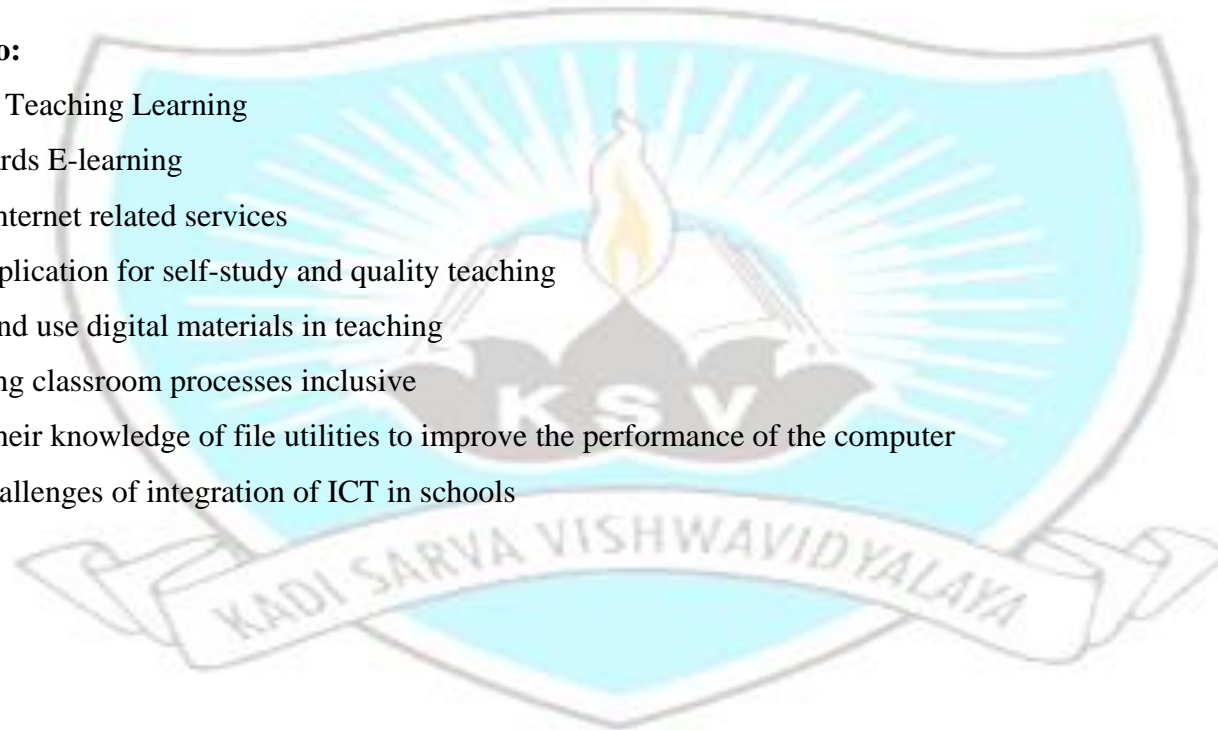 o:
Teaching Learning
rds E-learning
nternet related services
plication for self-study and quality teaching
nd use digital materials in teaching
ng classroom processes inclusive
heir knowledge of file utilities to improve the performance of the computer
allenges of integration of ICT in schools
KSV
KADI SARVA VISHWAVIDYALAYA